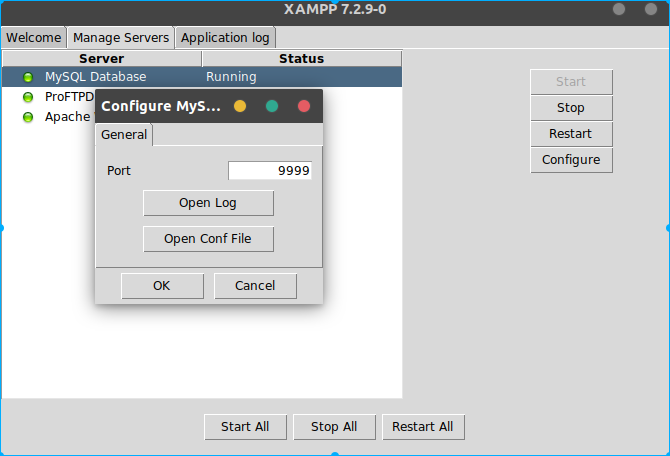 XAMPP 7.2.9-0
Welcome Manage Servers Application log
Server Status
MySQL Database Running
ProFTPD
Apache
Start
Stop
Restart
Configure
Configure MyS...
General
Port 9999
Open Log
Open Conf File
OK Cancel
Start All Stop All Restart All